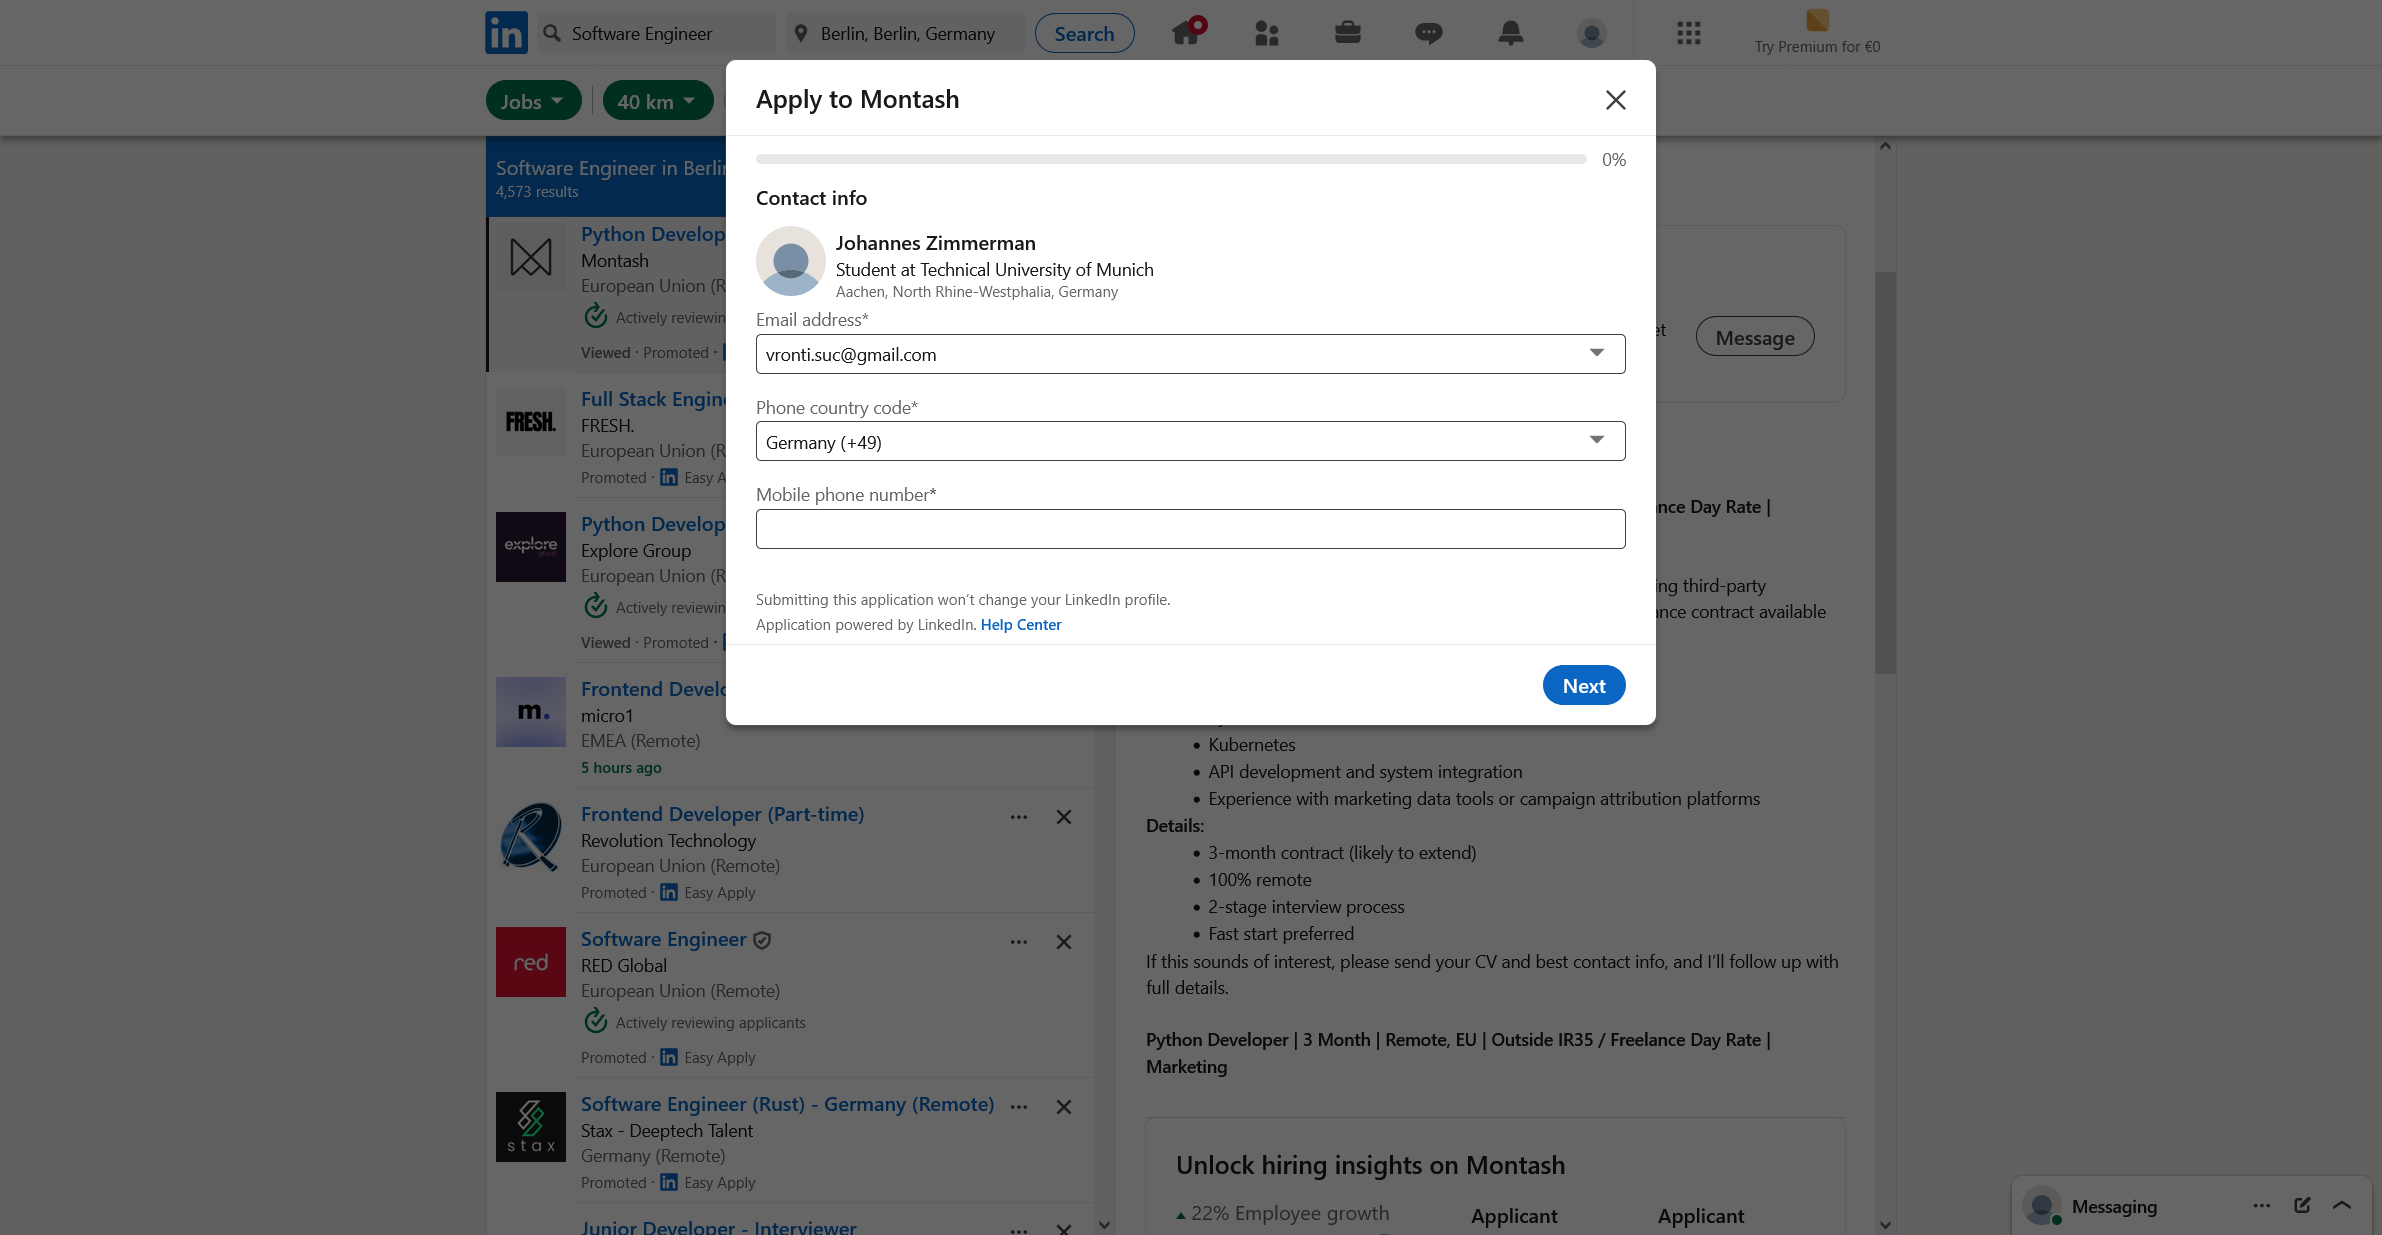 Software Engineer
Berlin, Berlin, Germany
Search
Try Premium for €0
Jobs
40 km
Apply to Montash
0%
Contact info
Johannes Zimmerman
Student at Technical University of Munich
Aachen, North Rhine-Westphalia, Germany
Email address*
vronti.suc@gmail.com
Phone country code*
Germany (+49)
Mobile phone number*
Submitting this application won't change your LinkedIn profile.
Application powered by LinkedIn. Help Center
Next
Software Engineer in
4,573 results
Python
Montash
European Union
Actively
Viewed · Promoted ·
Full Stack
FRESH.
FRESH.
European Union
Promoted · in Easy
Python
explore
group
Explore Group
European Union
Actively
Viewed · Promoted ·
Frontend
m.
micro1
EMEA (Remote)
5 hours ago
Frontend Developer (Part-time)
Revolution Technology
European Union (Remote)
Promoted · in Easy Apply
red
Software Engineer
RED Global
European Union (Remote)
Actively reviewing applicants
Promoted · in Easy Apply
stax
Software Engineer (Rust) - Germany (Remote)
Stax - Deeptech Talent
Germany (Remote)
Promoted · in Easy Apply
Junior Developer - Interviewer
Message
Day Rate |
third-party
contract available
Kubernetes
API development and system integration
Experience with marketing data tools or campaign attribution platforms
Details:
3-month contract (likely to extend)
100% remote
2-stage interview process
Fast start preferred
If this sounds of interest, please send your CV and best contact info, and I'll follow up with
full details.
Python Developer | 3 Month | Remote, EU | Outside IR35 / Freelance Day Rate |
Marketing
Unlock hiring insights on Montash
22% Employee growth
Applicant
Applicant
Messaging